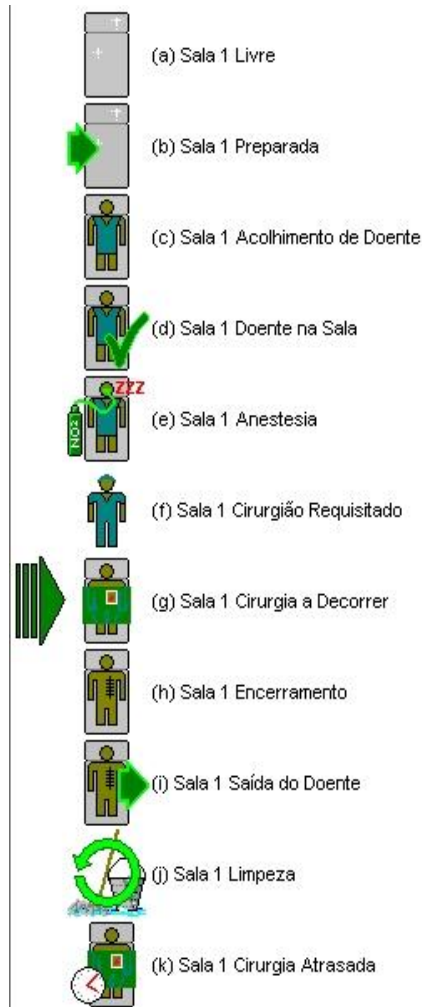 (a) Sala 1 Livre
(b) Sala 1 Preparada
(c) Sala 1 Acolhimento de Doente
(d) Sala 1 Doente na Sala
ZZZ
NO2
(e) Sala 1 Anestesia
(f) Sala 1 Cirurgião Requisitado
(g) Sala 1 Cirurgia a Decorrer
(h) Sala 1 Encerramento
(i) Sala 1 Saída do Doente
(j) Sala 1 Limpeza
(k) Sala 1 Cirurgia Atrasada